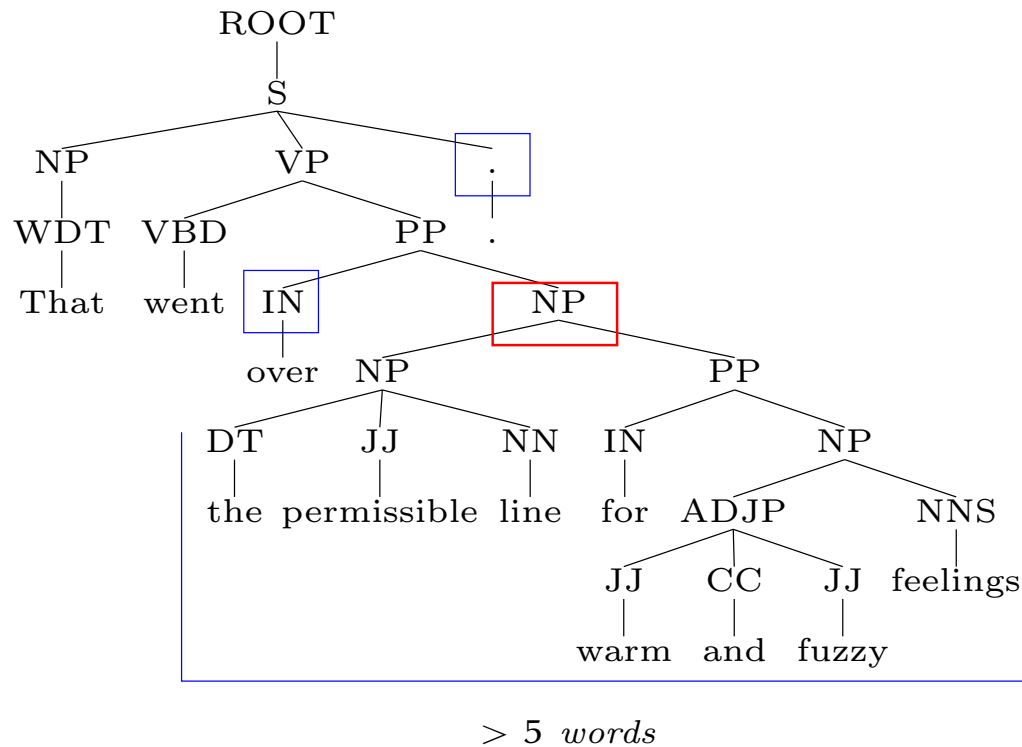 ROOT
S
NP VP .
WDT VBD PP .
That went IN NP
over NP PP
DT JJ NN IN NP
the permissible line for ADJP NNS
JJ CC JJ feelings
warm and fuzzy
> 5 words